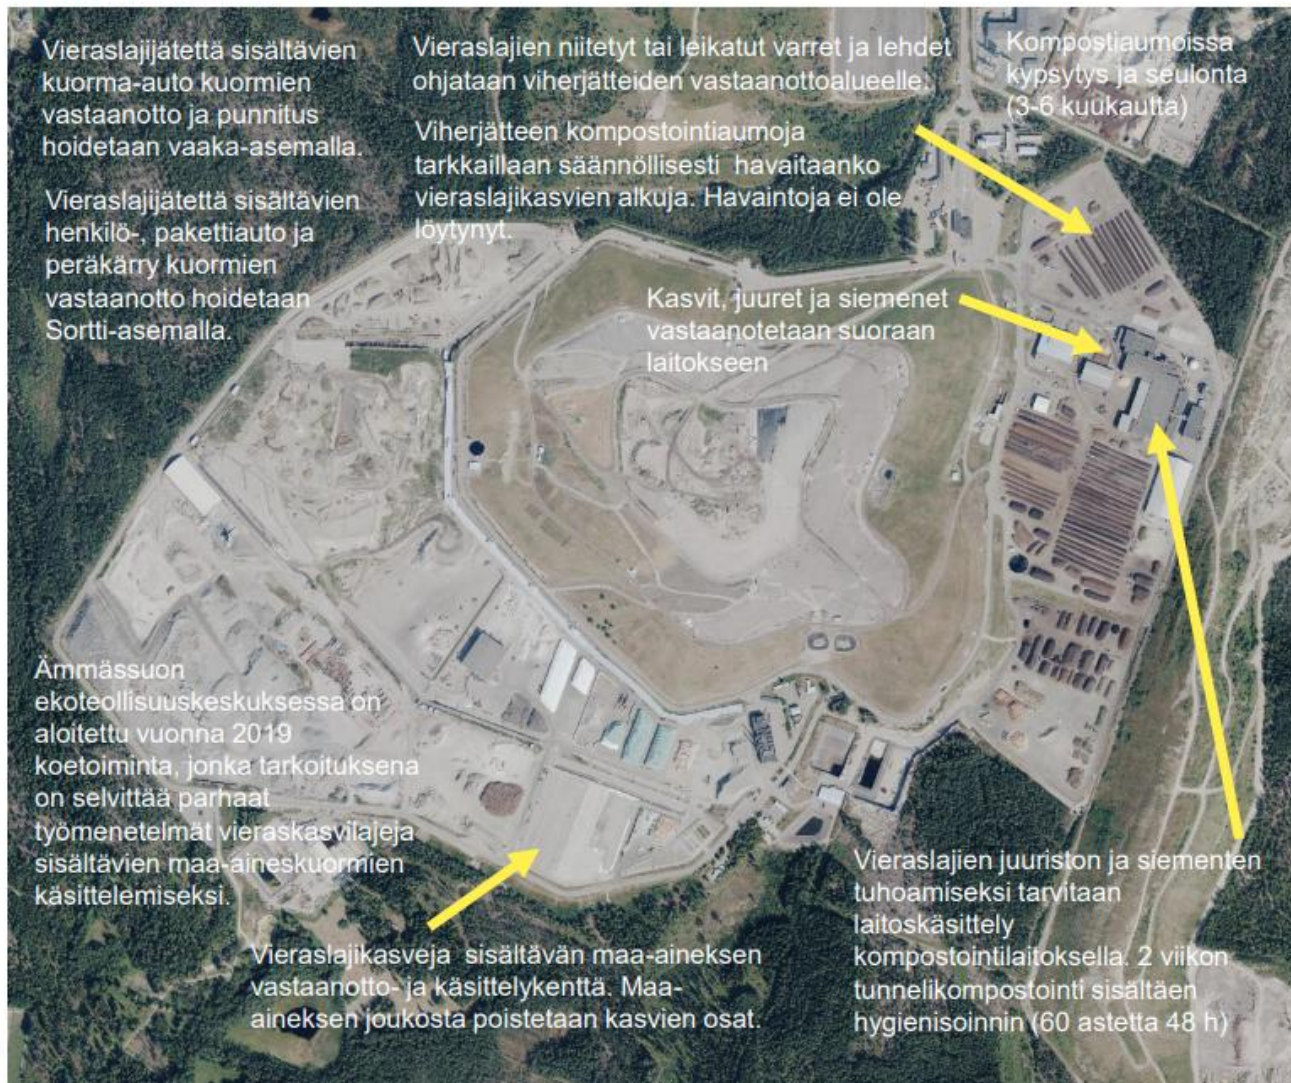 Vieraslajijätettä sisältävien
kuorma-auto kuormien
vastaanotto ja punnitus
hoidetaan vaaka-asemalla.
Vieraslajijätettä sisältävien
henkilö-, pakettiauto ja
peräkärry kuormien
vastaanotto hoidetaan
Sortti-asemalla.
Vieraslajien niitetyt tai leikatut varret ja lehdet
ohjataan viherjätteiden vastaanottoalueelle.
Viherjätteen kompostointiaumoja
tarkkaillaan säännöllisesti havaitaanko
vieraslajikasvien alkuja. Havaintoja ei ole
löytynyt.
Kompostiaumoissa
kypsytys ja seulonta
(3-6 kuukautta)
Kasvit, juuret ja siemenet
vastaanotetaan suoraan
laitokseen
Ämmässuon
ekoteollisuuskeskuksessa on
aloitettu vuonna 2019
koetoiminta, jonka tarkoituksena
on selvittää parhaat
työmenetelmät vieraskasvilajeja
sisältävien maa-aineskuormien
käsittelemiseksi.
Vieraslajikasveja sisältävän maa-aineksen
vastaanotto- ja käsittelykenttä. Maa-
aineksen joukosta poistetaan kasvien osat.
Vieraslajien juuriston ja siementen
tuhoamiseksi tarvitaan
laitoskäsittely
kompostointilaitoksella. 2 viikon
tunnelikompostointi sisältäen
hygienisoinnin (60 astetta 48 h)